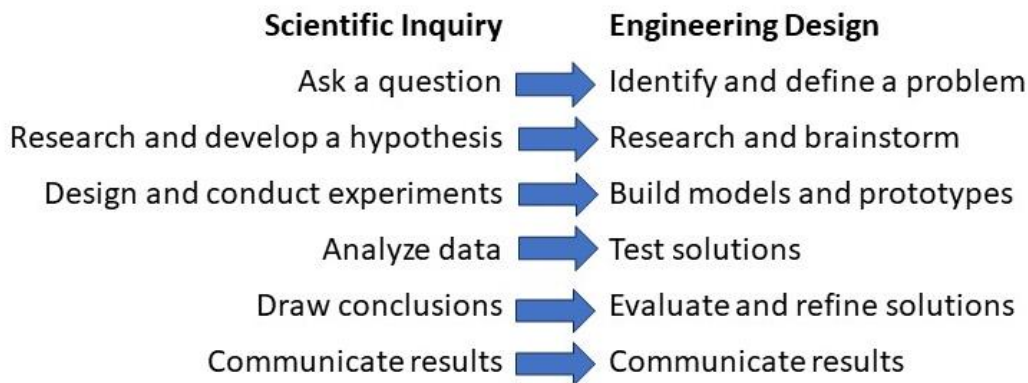 Scientific Inquiry Engineering Design
Ask a question Identify and define a problem
Research and develop a hypothesis Research and brainstorm
Design and conduct experiments Build models and prototypes
Analyze data Test solutions
Draw conclusions Evaluate and refine solutions
Communicate results Communicate results